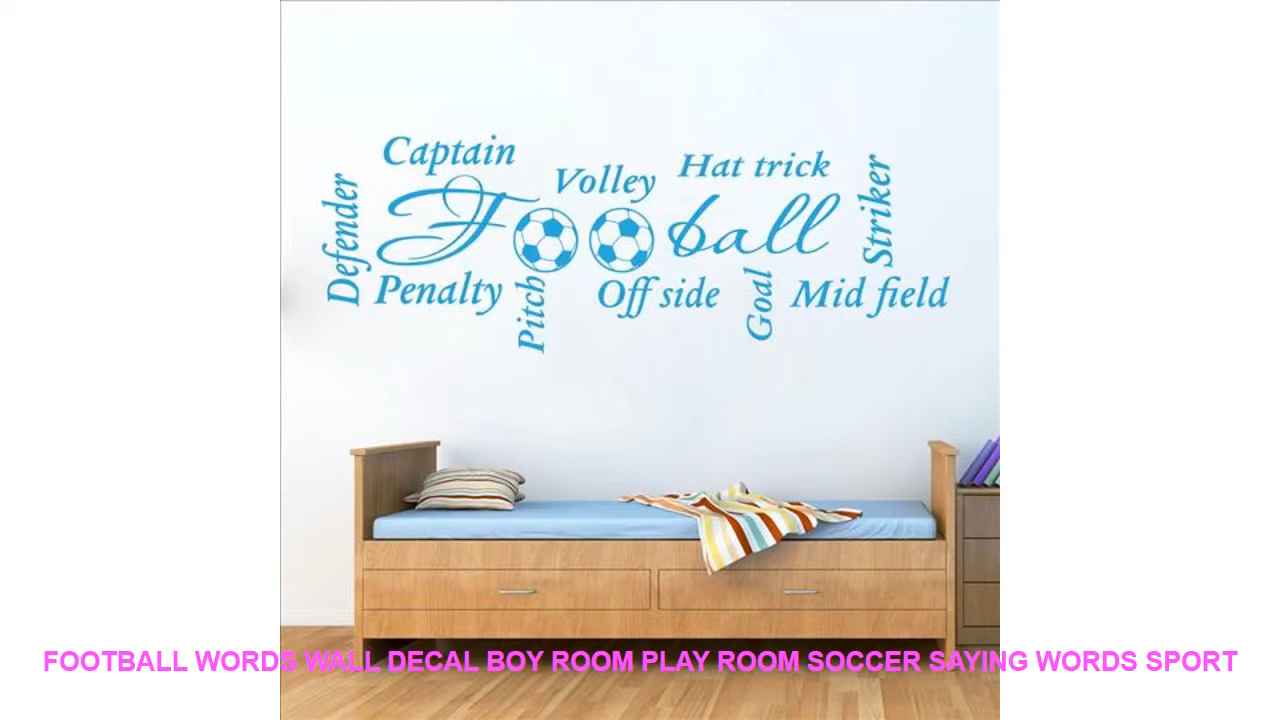 Captain
Volley
Hat trick
Defender
Football
Striker
Penalty
Pitch
Off side
Goal
Mid field
FOOTBALL WORDS WALL DECAL BOY ROOM PLAY ROOM SOCCER SAYING WORDS SPORT